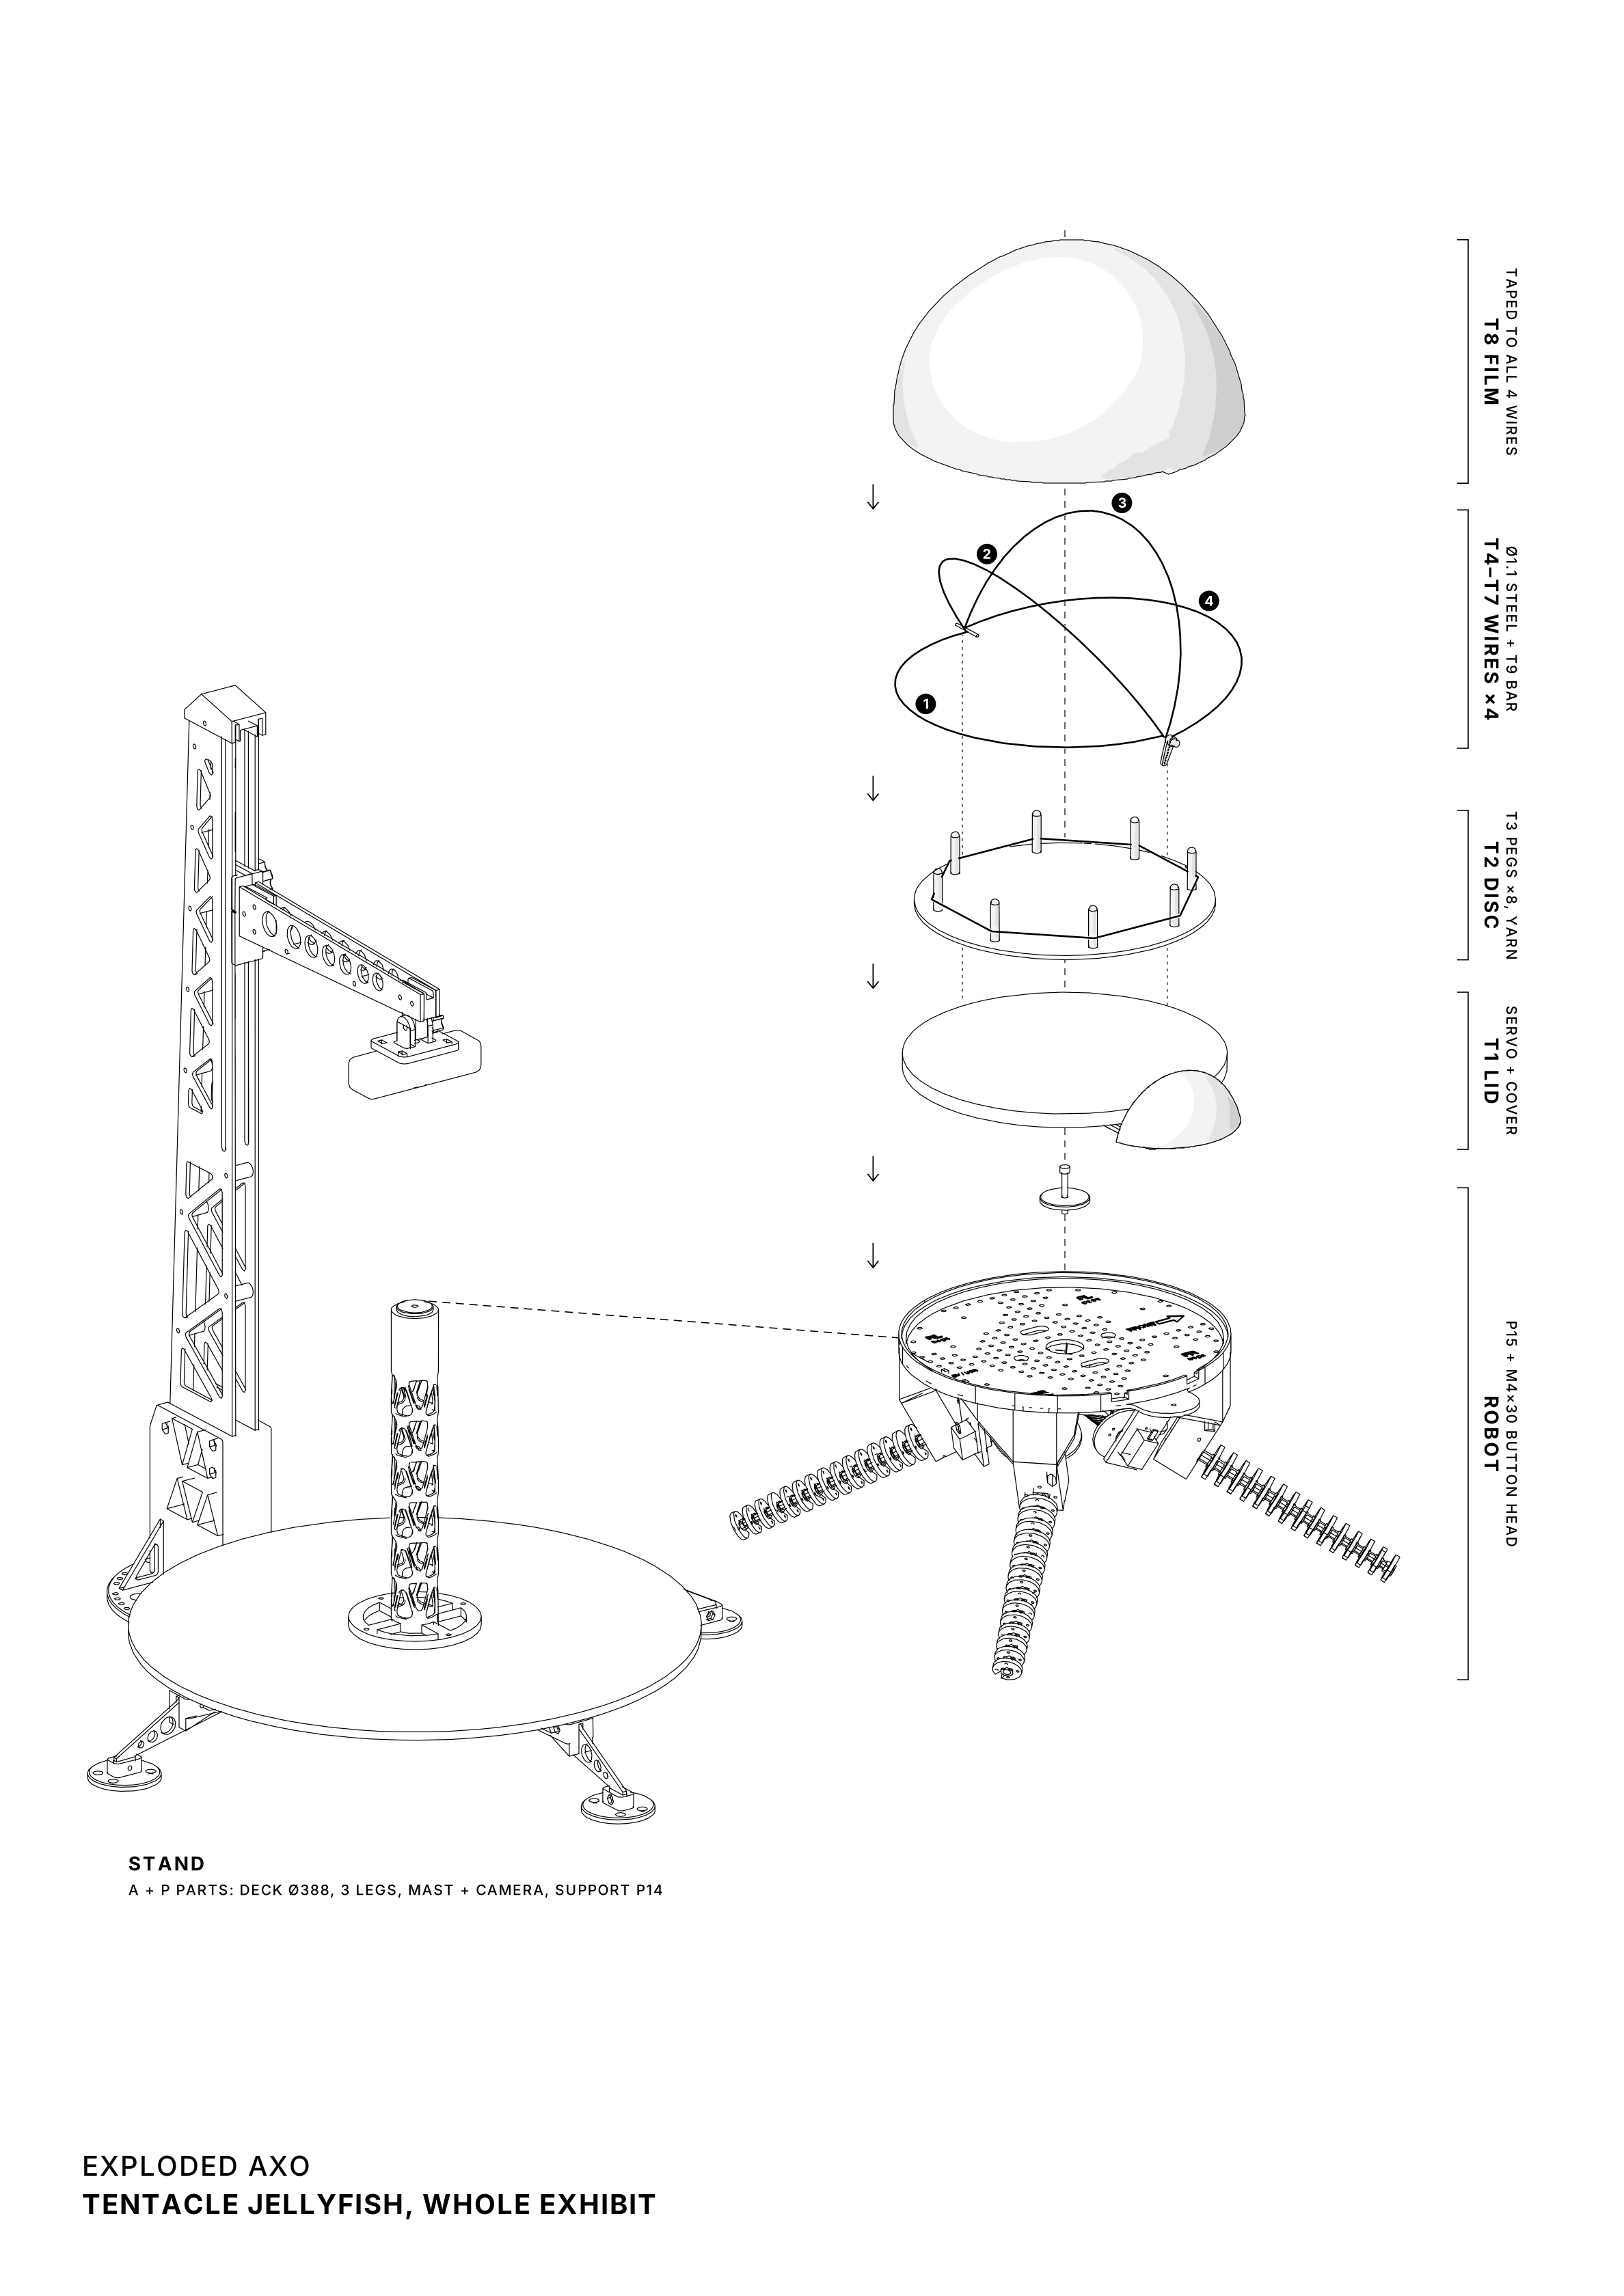 TAPED TO ALL 4 WIRES
T8 FILM
3
2
4
1
Ø1.1 STEEL + T9 BAR
T4–T7 WIRES ×4
T3 PEGS ×8, YARN
T2 DISC
SERVO + COVER
T1 LID
P15 + M4×30 BUTTON HEAD
ROBOT
STAND
A + P PARTS: DECK Ø388, 3 LEGS, MAST + CAMERA, SUPPORT P14
EXPLODED AXO
TENTACLE JELLYFISH, WHOLE EXHIBIT